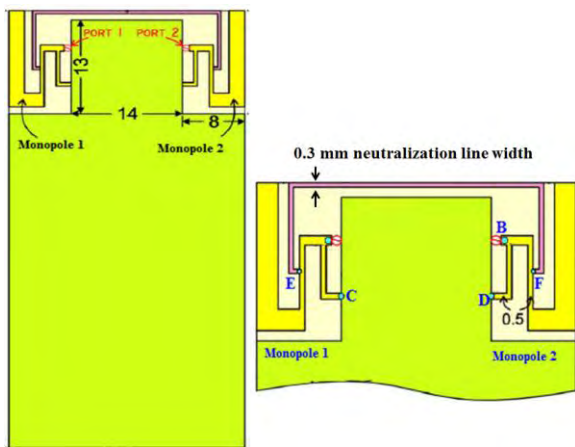 PORT 1 PORT 2
13
14
8
Monopole 1
Monopole 2
0.3 mm neutralization line width
B
E
F
C
D
0.5
Monopole 1
Monopole 2